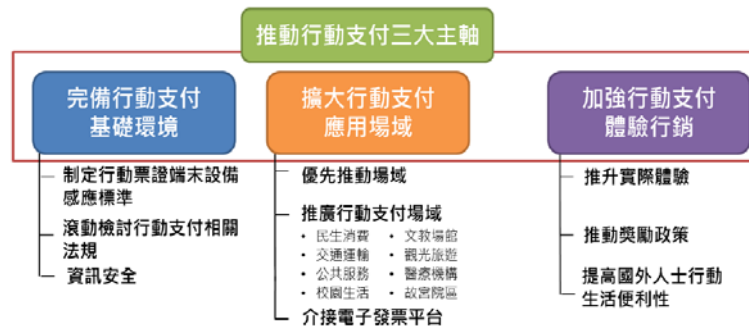 推動行動支付三大主軸
完備行動支付
基礎環境
制定行動票證端末設備
感應標準
滾動檢討行動支付相關
法規
資訊安全
擴大行動支付
應用場域
優先推動場域
推廣行動支付場域
• 民生消費
• 交通運輸
• 公共服務
• 校園生活
• 文教場館
• 觀光旅遊
• 醫療機構
• 故宮院區
介接電子發票平台
加強行動支付
體驗行銷
推升實際體驗
推動獎勵政策
提高國外人士行動
生活便利性